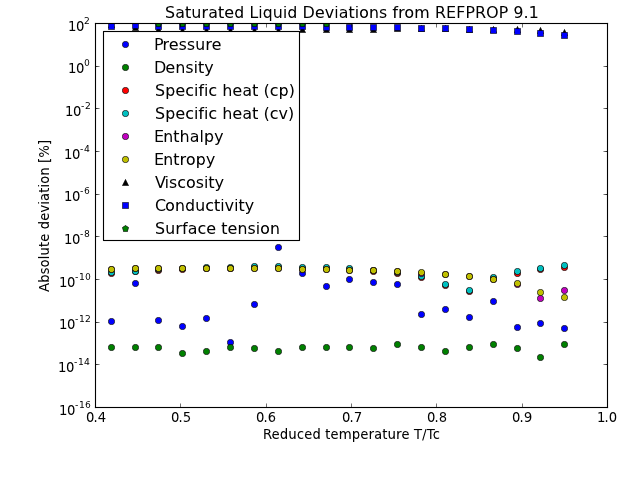 Saturated Liquid Deviations from REFPROP 9.1
10^2
10^0
10^-2
10^-4
10^-6
10^-8
10^-10
10^-12
10^-14
10^-16
Absolute deviation [%]
Pressure
Density
Specific heat (cp)
Specific heat (cv)
Enthalpy
Entropy
Viscosity
Conductivity
Surface tension
0.4 0.5 0.6 0.7 0.8 0.9 1.0
Reduced temperature T/Tc